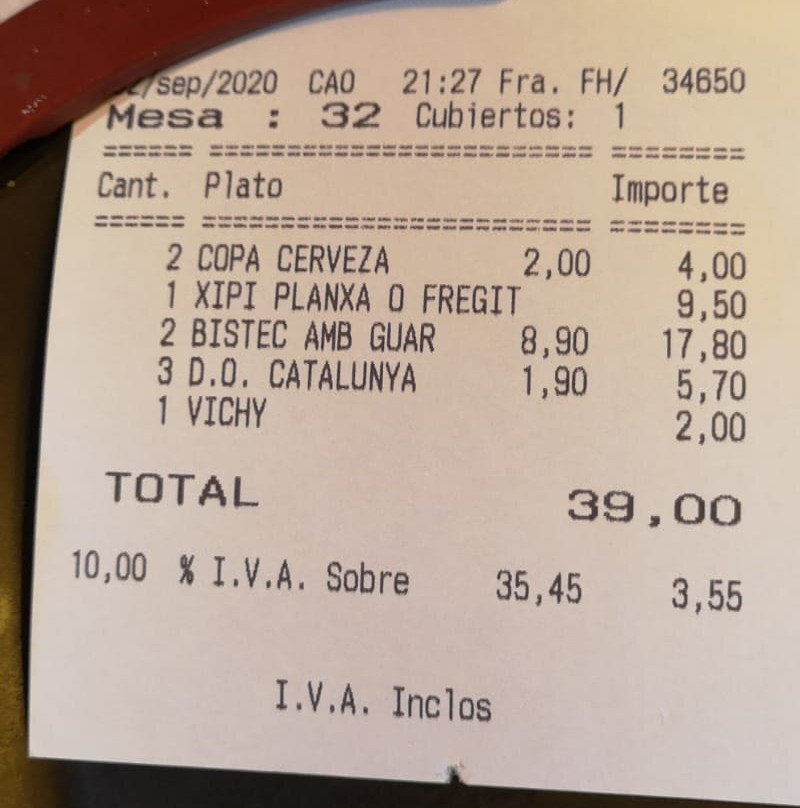 /sep/2020 CAO 21:27 Fra. FH/ 34650
Mesa : 32 Cubiertos: 1
Cant. Plato Importe
2 COPA CERVEZA 2,00 4,00
1 XIPI PLANXA O FREGIT 9,50
2 BISTEC AMB GUAR 8,90 17,80
3 D.O. CATALUNYA 1,90 5,70
1 VICHY 2,00
TOTAL 39,00
10,00 % I.V.A. Sobre 35,45 3,55
I.V.A. Inclos